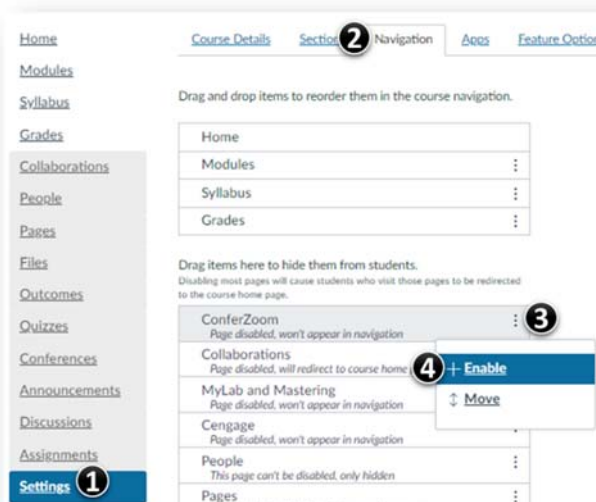 Home
Modules
Syllabus
Grades
Collaborations
People
Pages
Files
Outcomes
Quizzes
Conferences
Announcements
Discussions
Assignments
Settings 1
Course Details Section 2 Navigation Apps Feature Option
Drag and drop items to reorder them in the course navigation.
Home
Modules
Syllabus
Grades
Drag items here to hide them from students.
Disabling most pages will cause students who visit those pages to be redirected
to the course home page.
ConferZoom 3
Page disabled, won't appear in navigation
Collaborations
Page disabled, will redirect to course home
4 + Enable
Move
MyLab and Mastering
Page disabled, won't appear in navigation
Cengage
Page disabled, won't appear in navigation
People
This page can't be disabled, only hidden
Pages